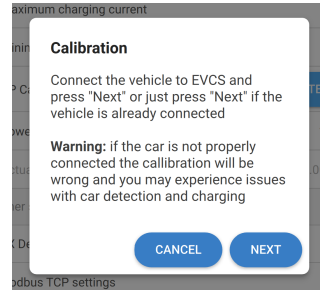 aximum charging current
Calibration
Connect the vehicle to EVCS and
press "Next" or just press "Next" if the
vehicle is already connected
Warning: if the car is not properly
connected the callibration will be
wrong and you may experience issues
with car detection and charging
CANCEL
NEXT
odbus TCP settings